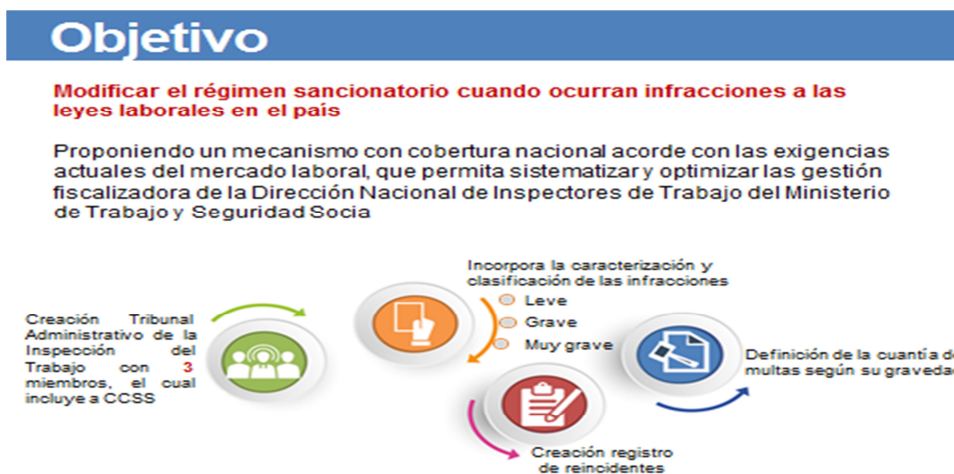 Objetivo
Modificar el régimen sancionatorio cuando ocurran infracciones a las
leyes laborales en el país
Proponiendo un mecanismo con cobertura nacional acorde con las exigencias
actuales del mercado laboral, que permita sistematizar y optimizar las gestión
fiscalizadora de la Dirección Nacional de Inspectores de Trabajo del Ministerio
de Trabajo y Seguridad Socia
Creación Tribunal
Administrativo de la
Inspección del
Trabajo con 3
miembros, el cual
incluye a CCSS
Incorpora la caracterización y
clasificación de las infracciones
Leve
Grave
Muy grave
Creación registro
de reincidentes
Definición de la cuantía de
multas según su graveda